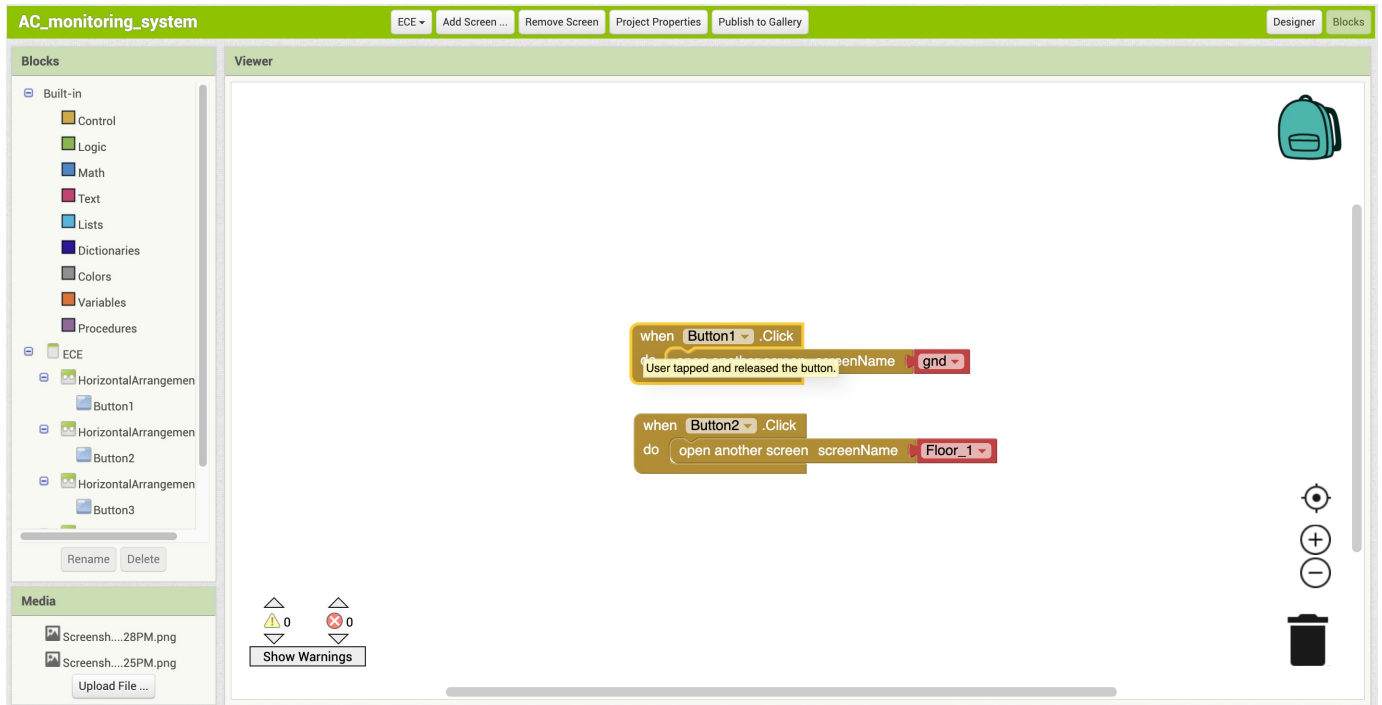 AC_monitoring_system
ECE Add Screen ... Remove Screen Project Properties Publish to Gallery
Designer Blocks
Blocks
Built-in
Control
Logic
Math
Text
Lists
Dictionaries
Colors
Variables
Procedures
ECE
HorizontalArrangemen
Button1
HorizontalArrangemen
Button2
HorizontalArrangemen
Button3
Rename Delete
Media
Screensh....28PM.png
Screensh....25PM.png
Upload File ...
Viewer
when Button1 .Click
do open another screen screenName gnd
User tapped and released the button.
when Button2 .Click
do open another screen screenName Floor_1
0 0
Show Warnings